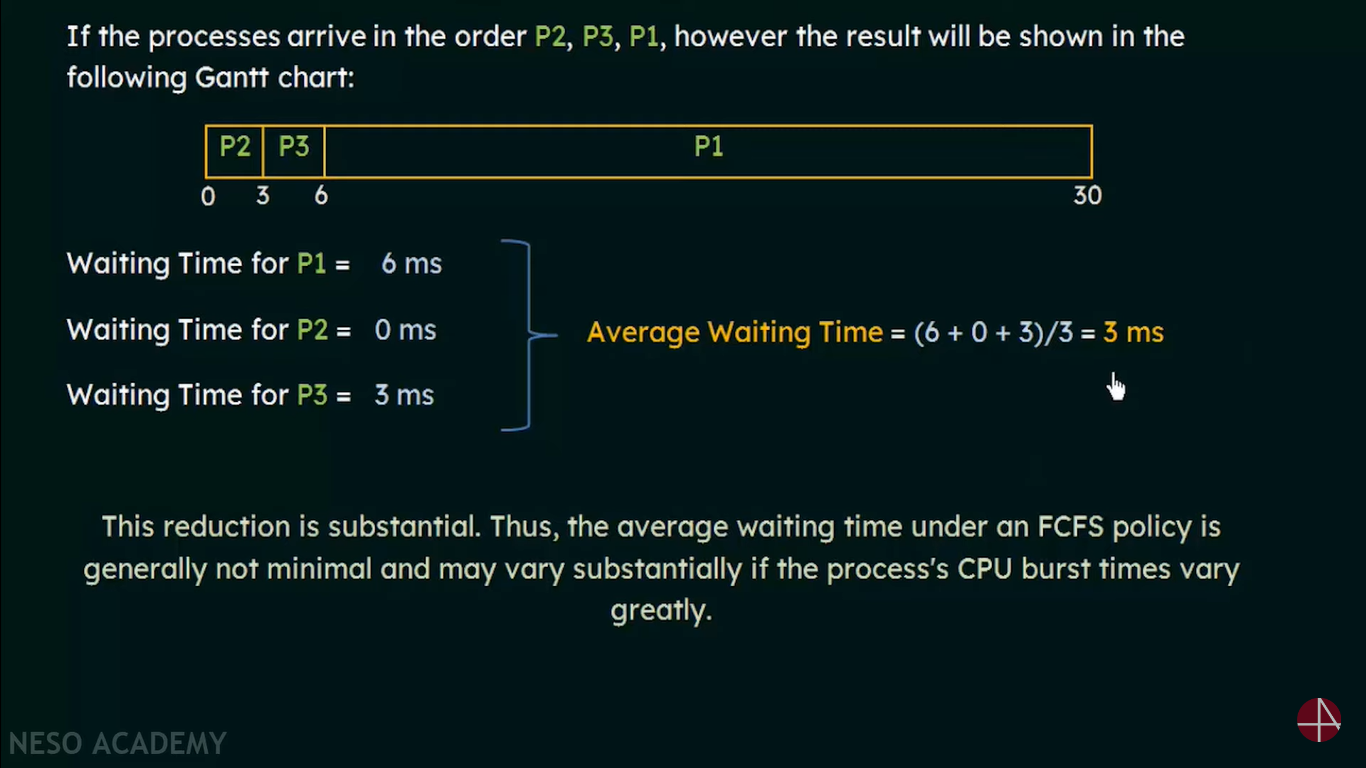 If the processes arrive in the order P2, P3, P1, however the result will be shown in the
following Gantt chart:
P2 P3 P1
0 3 6 30
Waiting Time for P1 = 6 ms
Waiting Time for P2 = 0 ms
Average Waiting Time = (6 + 0 + 3)/3 = 3 ms
Waiting Time for P3 = 3 ms
This reduction is substantial. Thus, the average waiting time under an FCFS policy is
generally not minimal and may vary substantially if the process's CPU burst times vary
greatly.
NESO ACADEMY